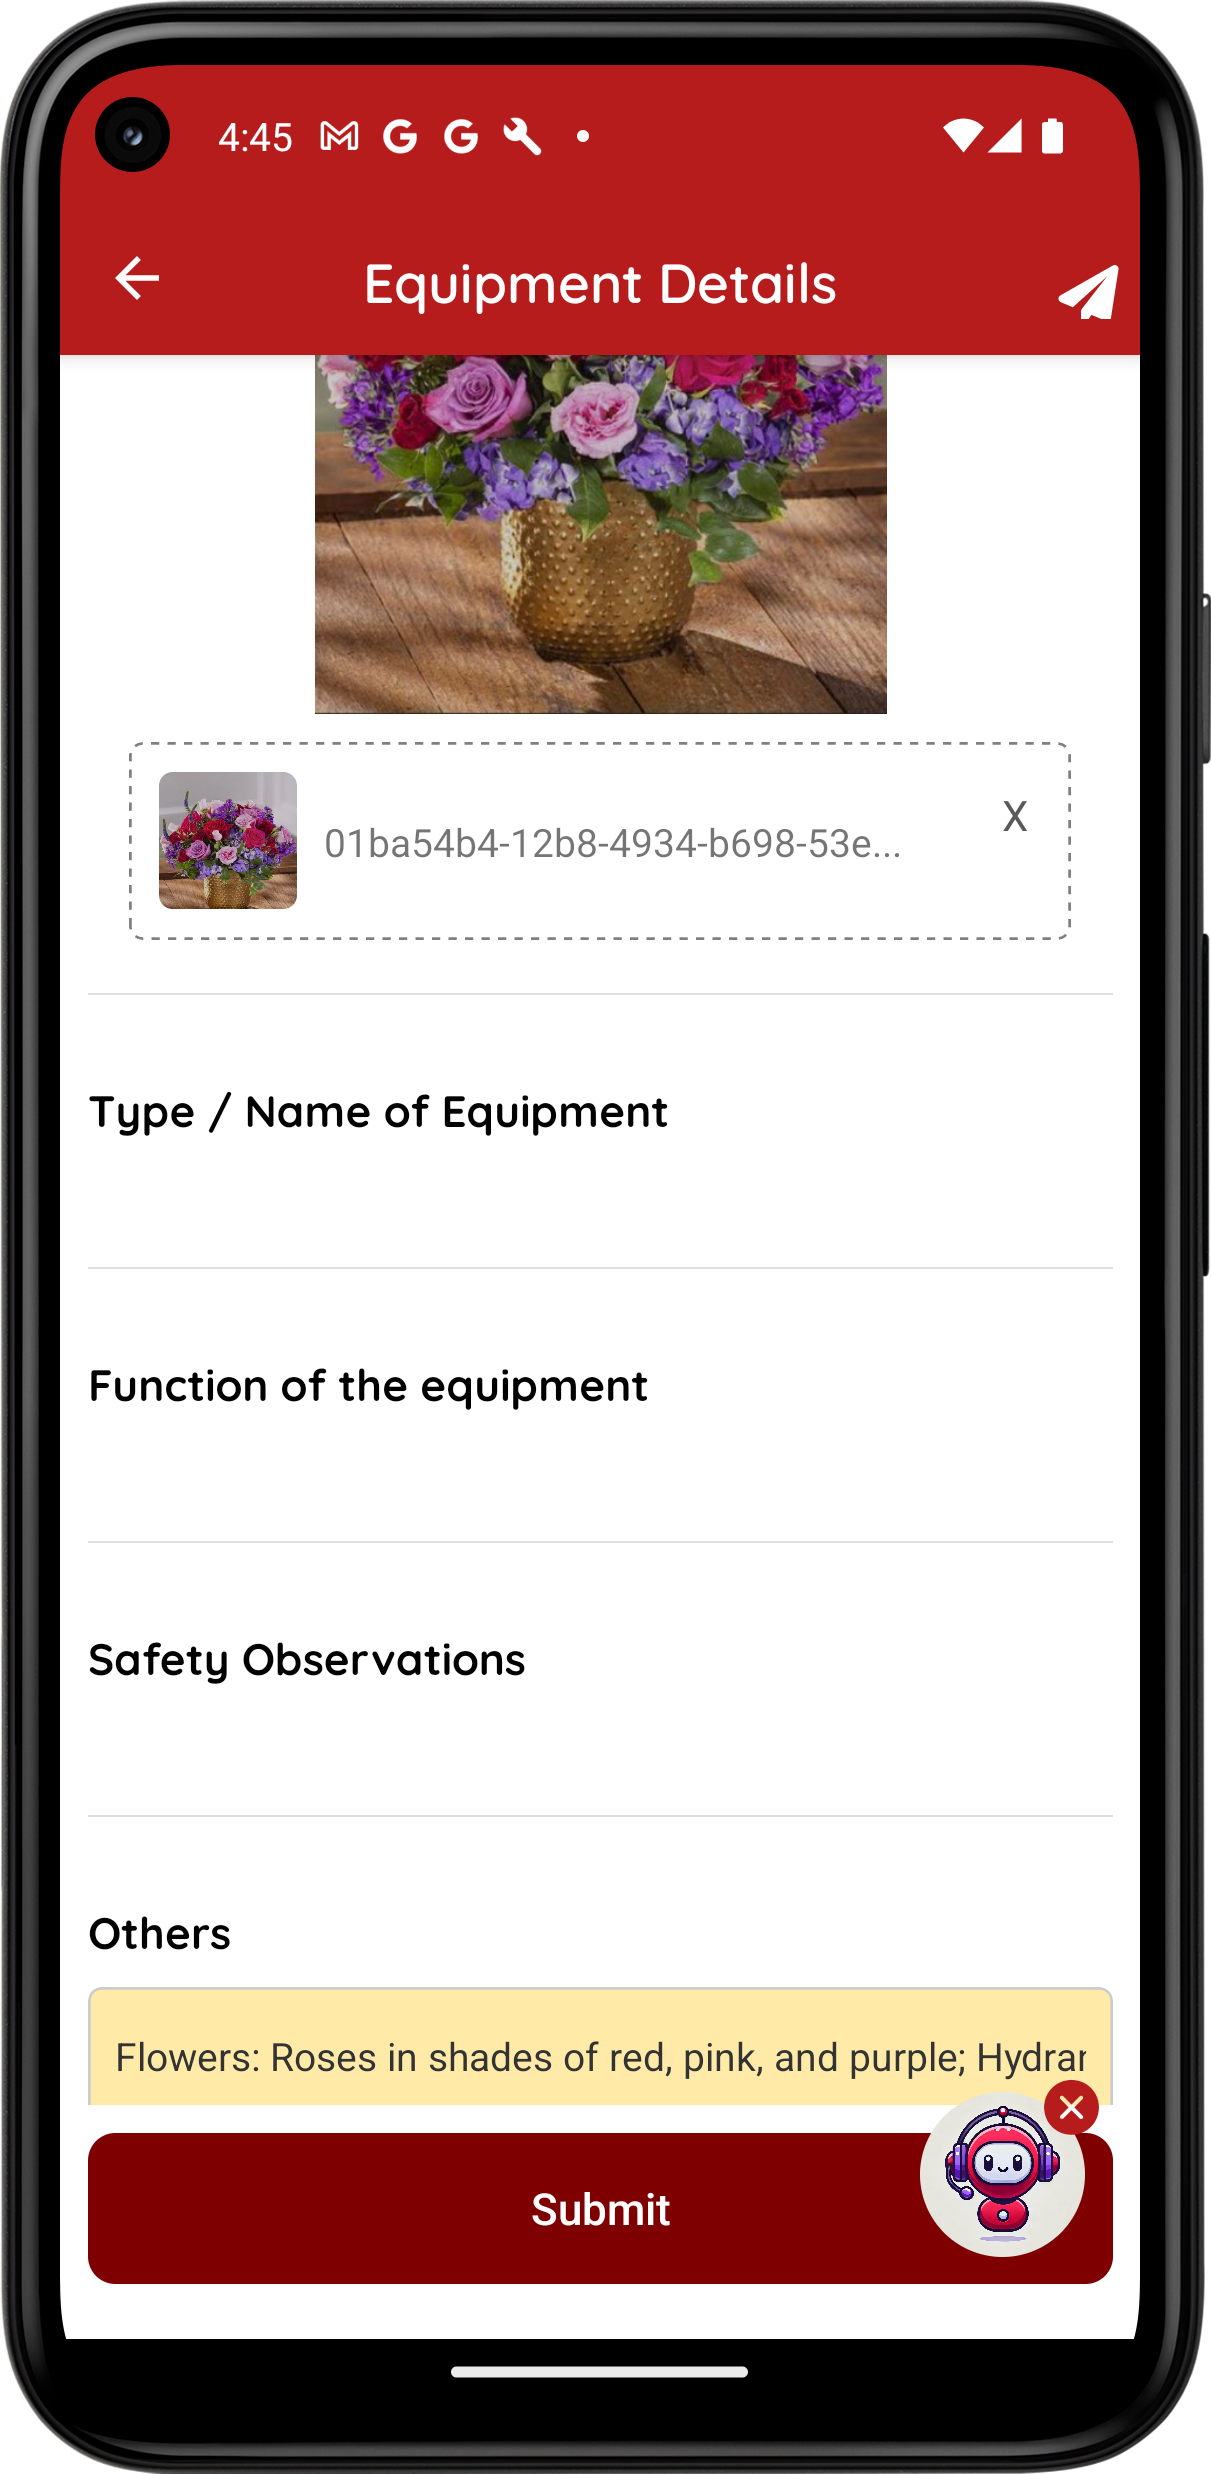 4:45
Equipment Details
01ba54b4-12b8-4934-b698-53e...
X
Type / Name of Equipment
Function of the equipment
Safety Observations
Others
Flowers: Roses in shades of red, pink, and purple;
Submit